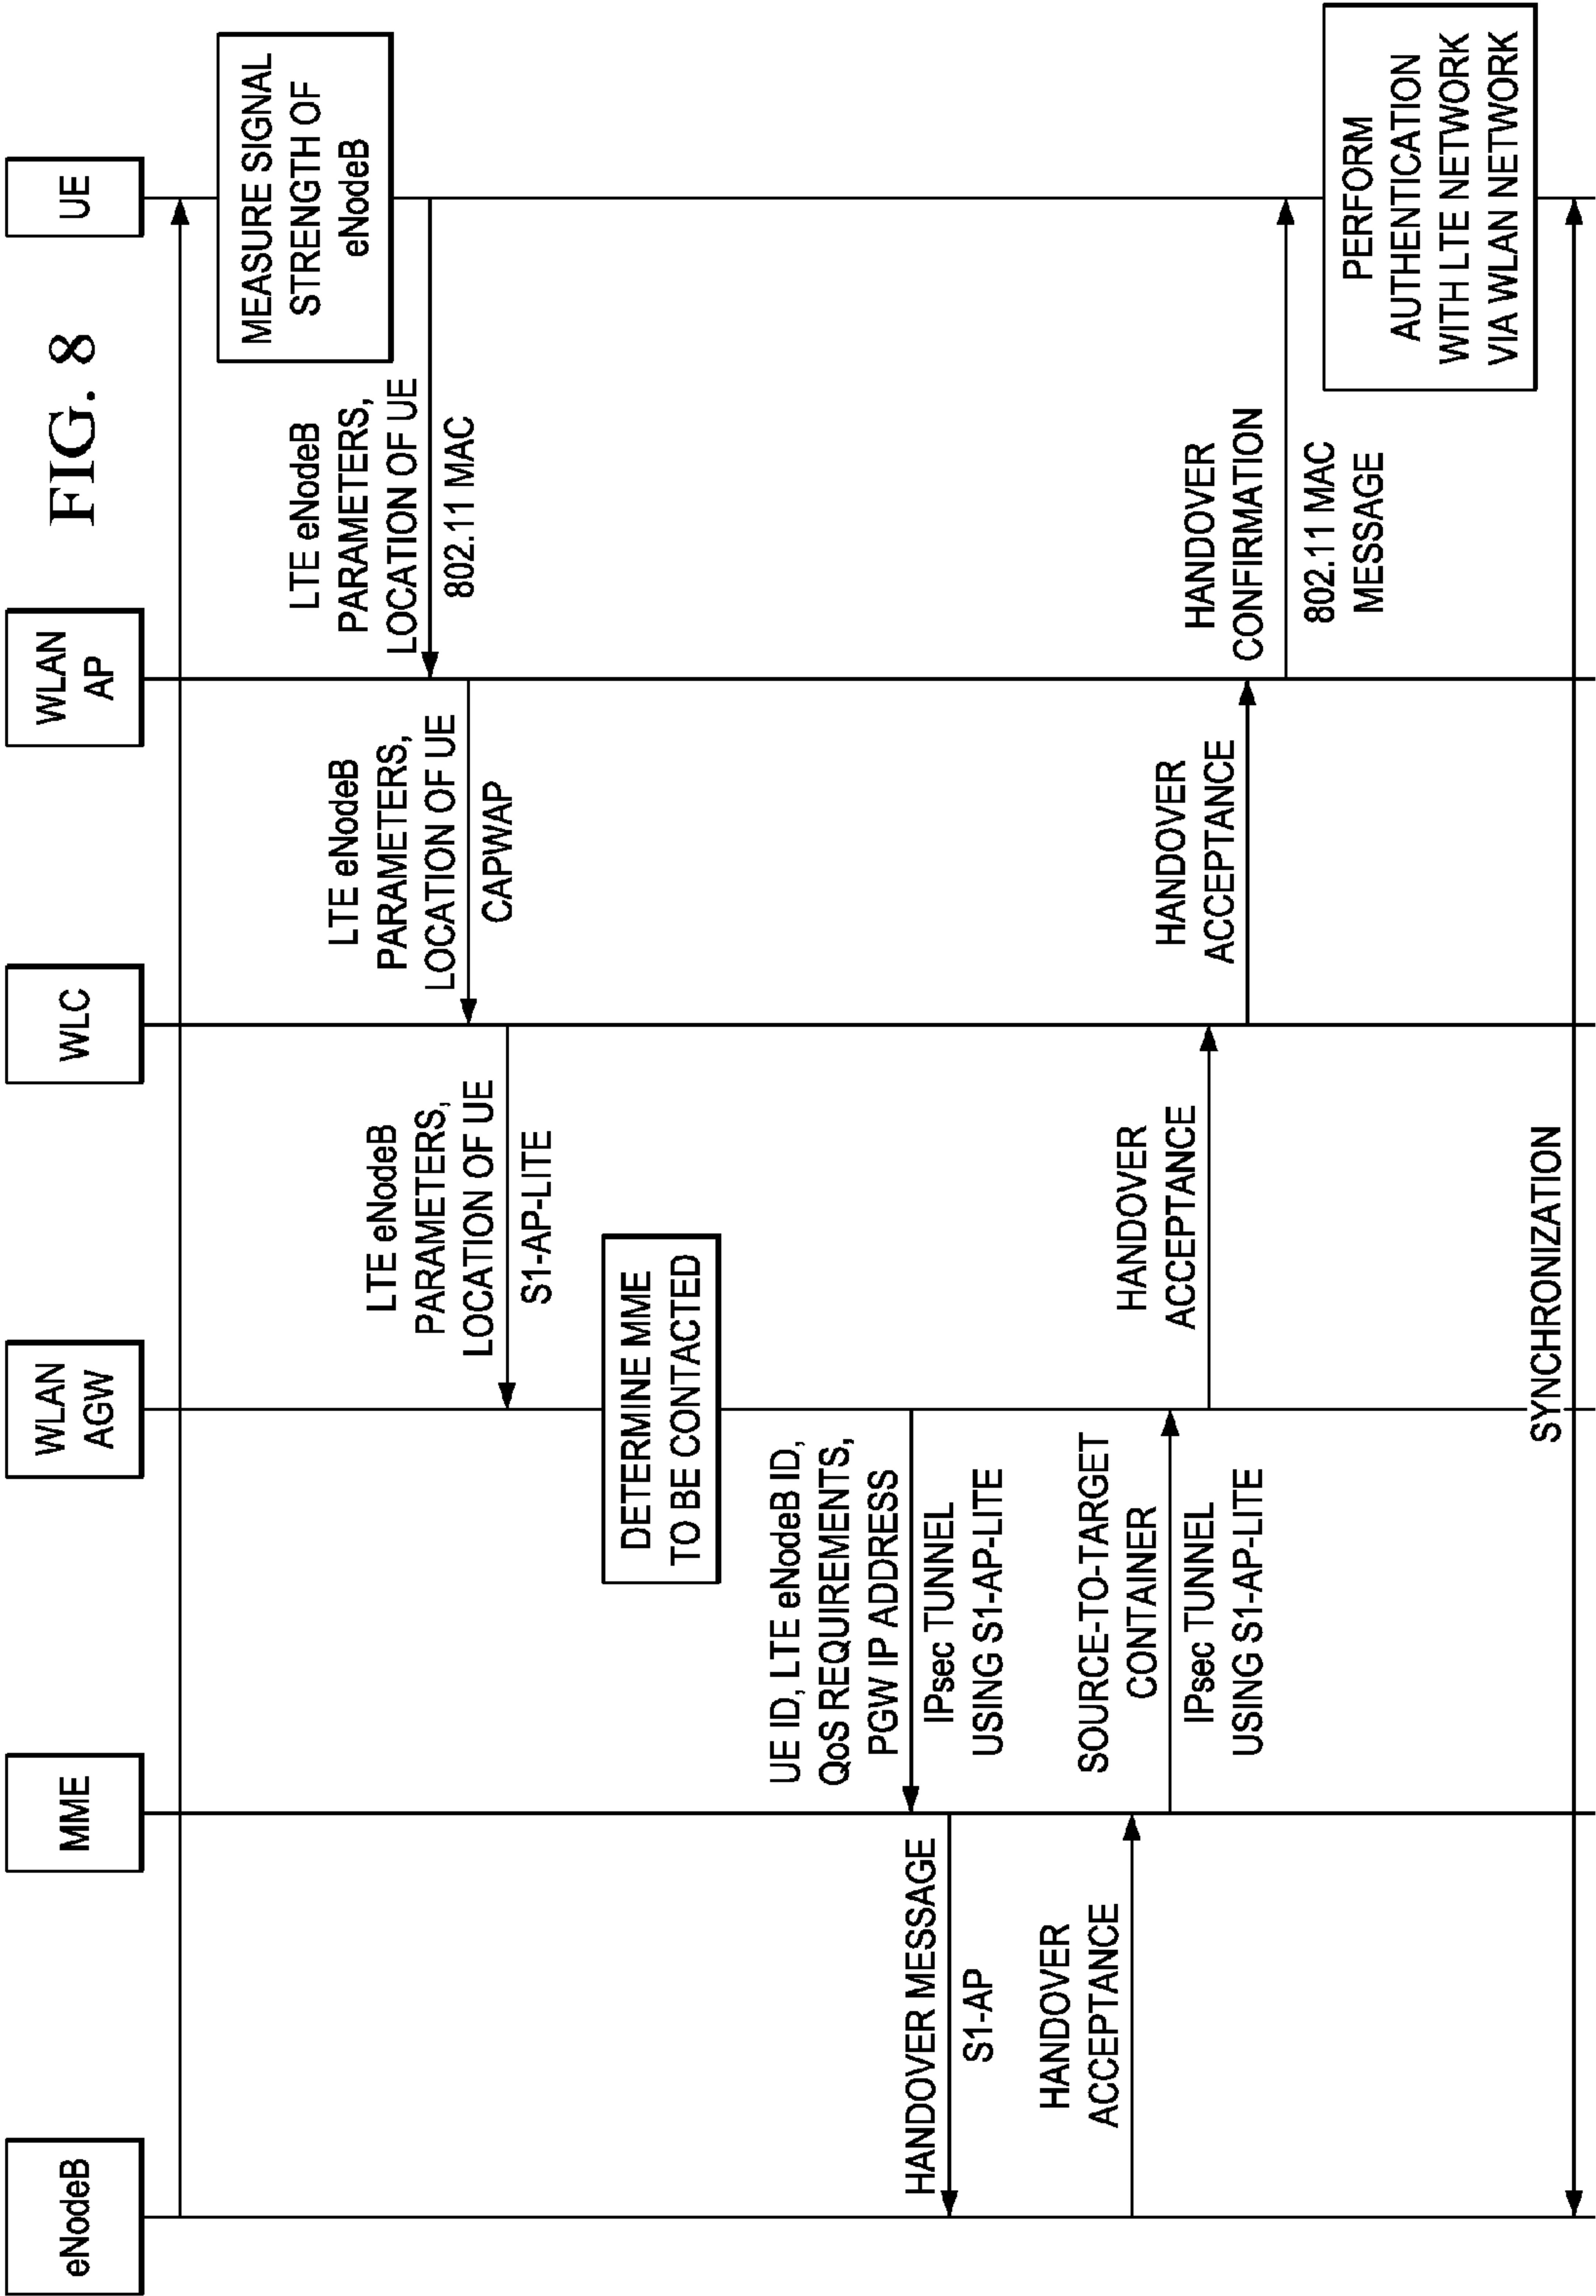 FIG. 8
eNodeB
MME
WLAN
AGW
WLC
WLAN
AP
UE
MEASURE SIGNAL
STRENGTH OF
eNodeB
LTE eNodeB
PARAMETERS,
LOCATION OF UE
802.11 MAC
LTE eNodeB
PARAMETERS,
LOCATION OF UE
CAPWAP
LTE eNodeB
PARAMETERS,
LOCATION OF UE
S1-AP-LITE
DETERMINE MME
TO BE CONTACTED
UE ID, LTE eNodeB ID,
QoS REQUIREMENTS,
PGW IP ADDRESS
IPsec TUNNEL
USING S1-AP-LITE
HANDOVER MESSAGE
S1-AP
HANDOVER
ACCEPTANCE
SOURCE-TO-TARGET
CONTAINER
IPsec TUNNEL
USING S1-AP-LITE
HANDOVER
ACCEPTANCE
HANDOVER
ACCEPTANCE
HANDOVER
CONFIRMATION
802.11 MAC
MESSAGE
PERFORM
AUTHENTICATION
WITH LTE NETWORK
VIA WLAN NETWORK
SYNCHRONIZATION